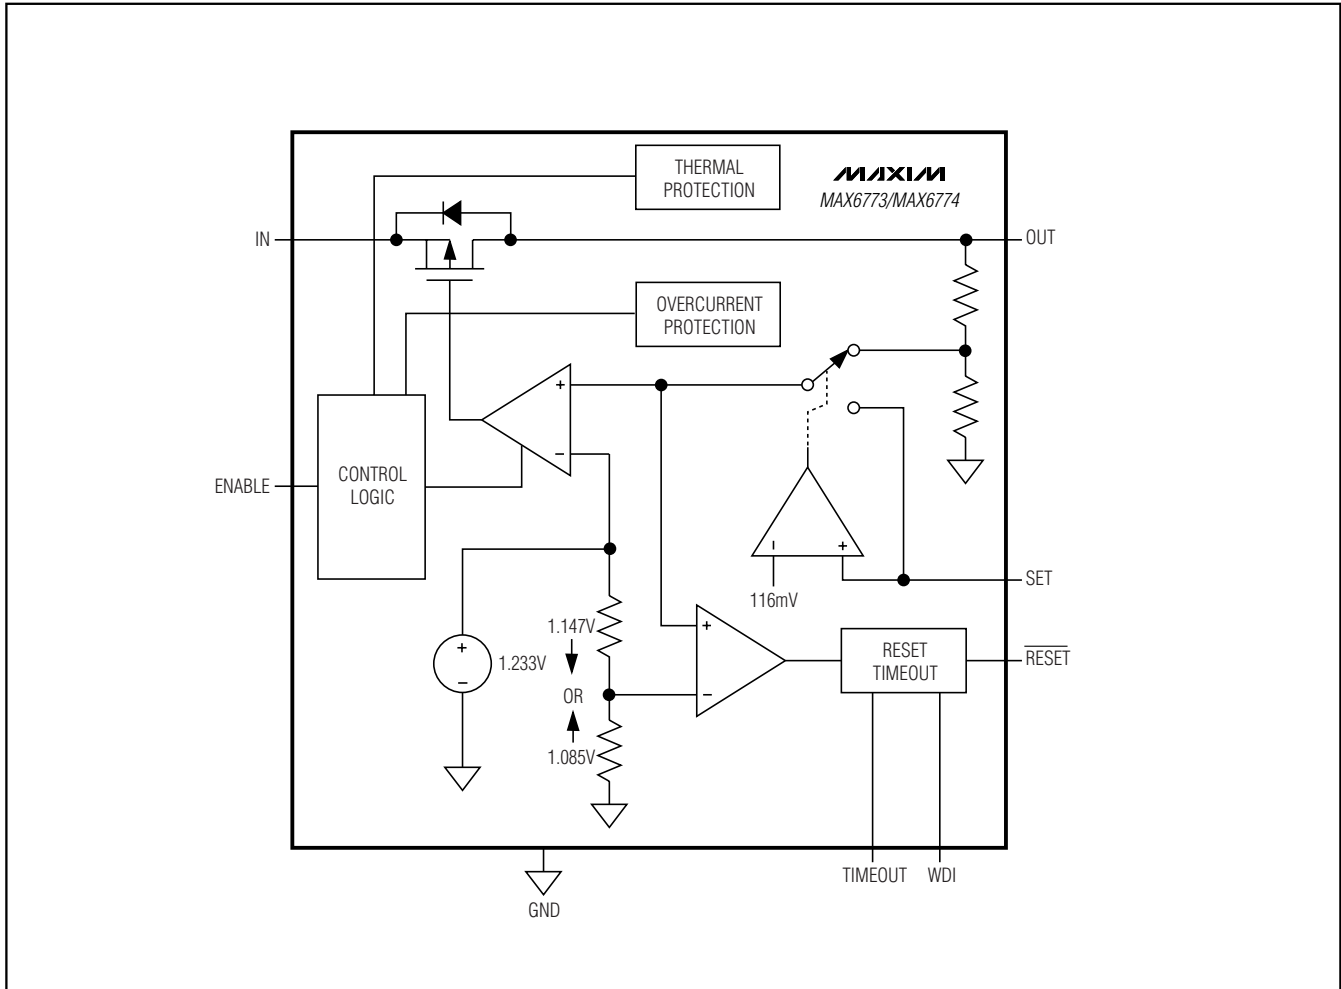 THERMAL
PROTECTION
MAXIM
MAX6773/MAX6774
IN
OUT
OVERCURRENT
PROTECTION
+
−
CONTROL
LOGIC
ENABLE
− +
116mV
SET
1.147V
+
1.233V
−
OR
1.085V
+
−
RESET
TIMEOUT
RESET
TIMEOUT WDI
GND